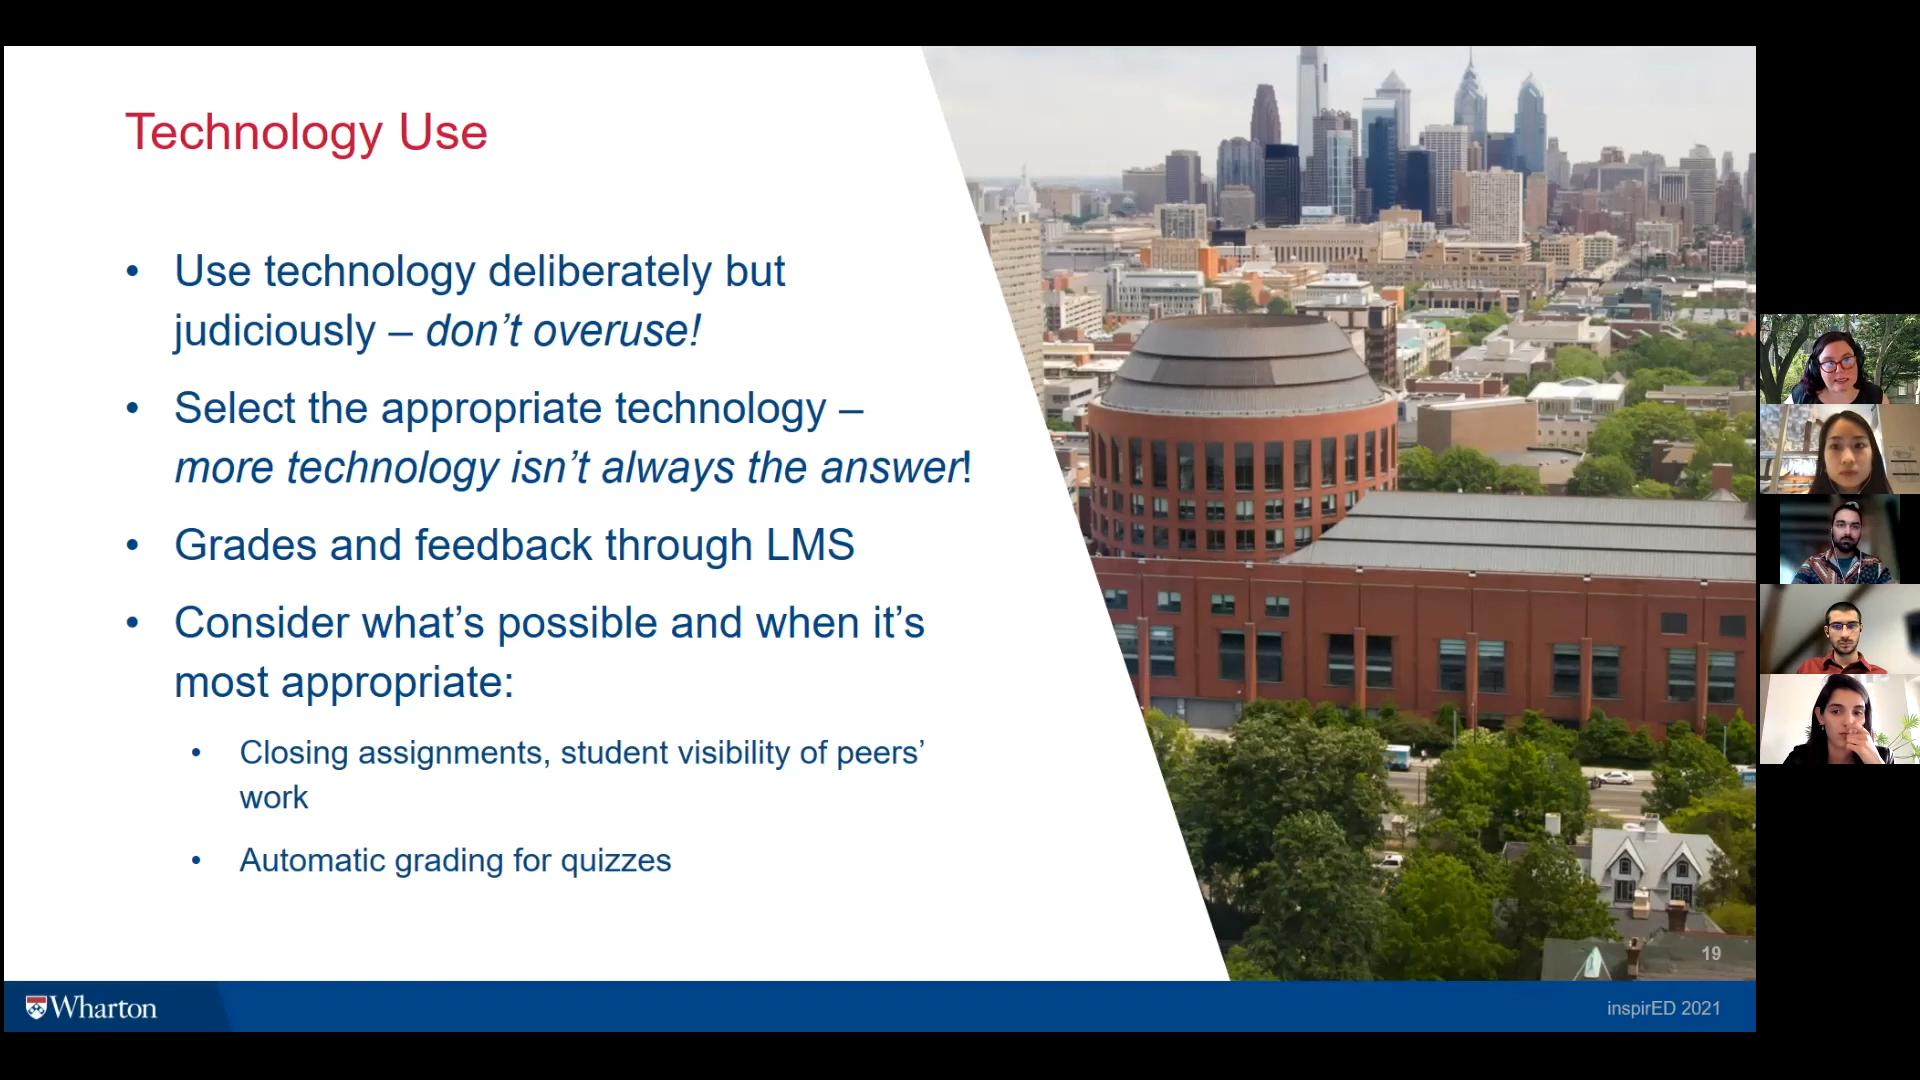 Technology Use
• Use technology deliberately but
judiciously – don’t overuse!
• Select the appropriate technology –
more technology isn’t always the answer!
• Grades and feedback through LMS
• Consider what’s possible and when it’s
most appropriate:
• Closing assignments, student visibility of peers’
work
• Automatic grading for quizzes
19
Wharton
inspirED 2021